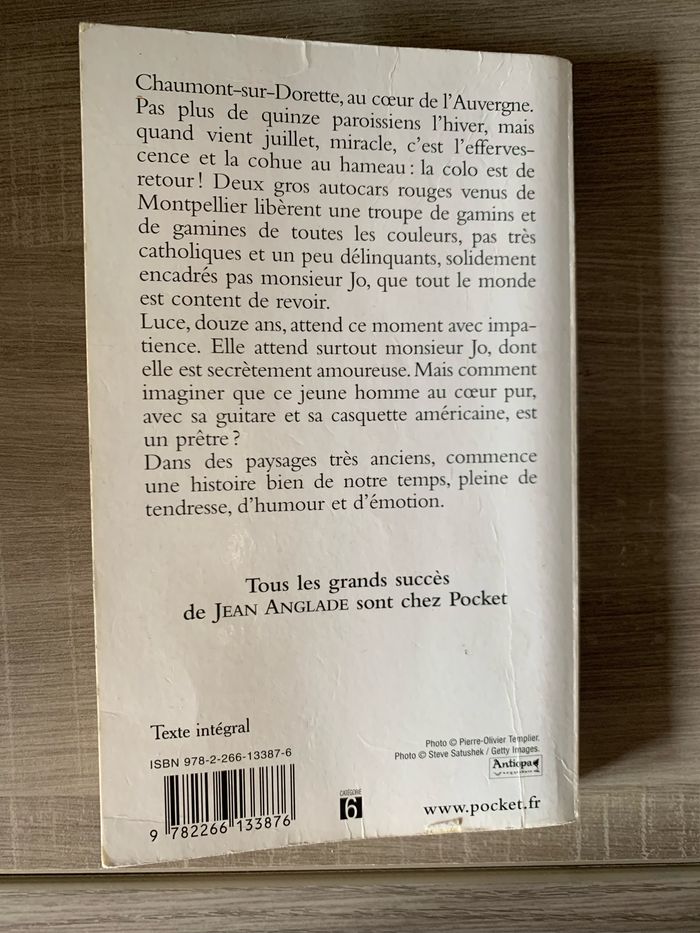 Chaumont-sur-Dorette, au cœur de l'Auvergne.
Pas plus de quinze paroissiens l'hiver, mais
quand vient juillet, miracle, c'est l'efferves-
cence et la cohue au hameau : la colo est de
retour ! Deux gros autocars rouges venus de
Montpellier libèrent une troupe de gamins et
de gamines de toutes les couleurs, pas très
catholiques et un peu délinquants, solidement
encadrés pas monsieur Jo, que tout le monde
est content de revoir.
Luce, douze ans, attend ce moment avec impa-
tience. Elle attend surtout monsieur Jo, dont
elle est secrètement amoureuse. Mais comment
imaginer que ce jeune homme au cœur pur,
avec sa guitare et sa casquette américaine, est
un prêtre ?
Dans des paysages très anciens, commence
une histoire bien de notre temps, pleine de
tendresse, d'humour et d'émotion.
Tous les grands succès
de JEAN ANGLADE sont chez Pocket
Texte intégral
Photo © Pierre-Olivier Templier.
Photo © Steve Satushek / Getty Images.
ISBN 978-2-266-13387-6
CATÉGORIE
6
9 782266 133876
www.pocket.fr